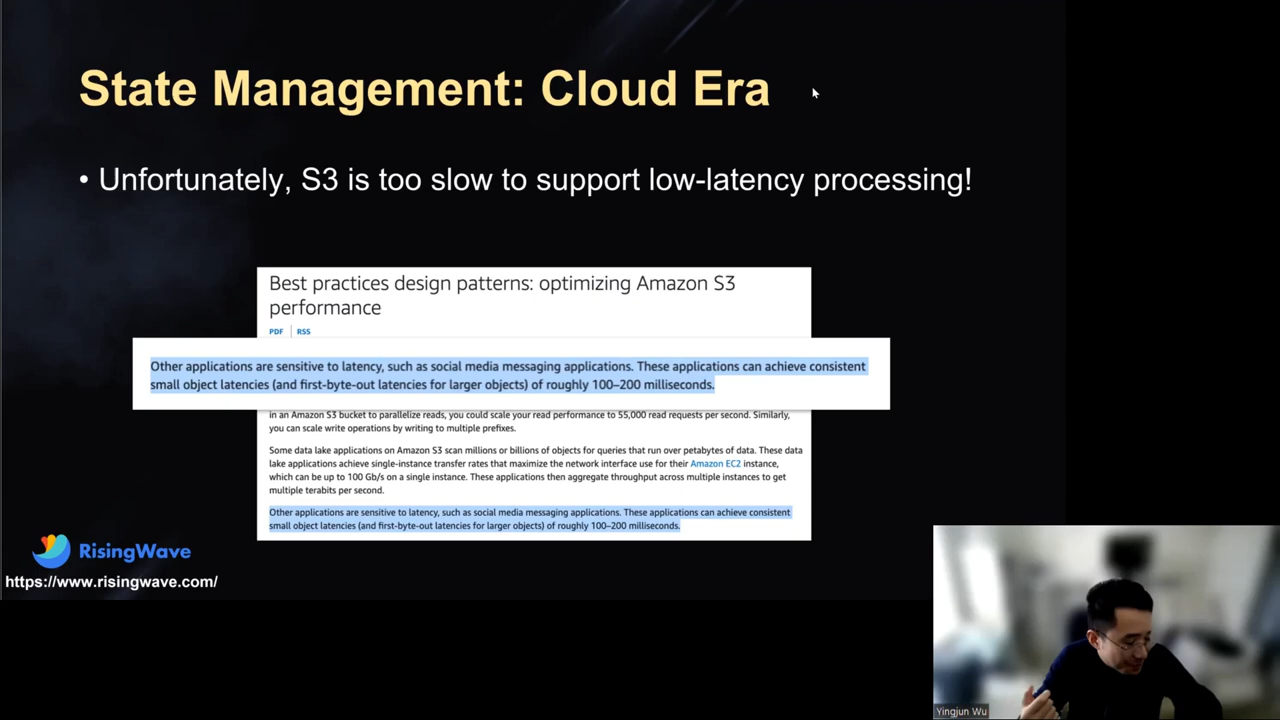 State Management: Cloud Era
• Unfortunately, S3 is too slow to support low-latency processing!
Best practices design patterns: optimizing Amazon S3
performance
PDF | RSS
Other applications are sensitive to latency, such as social media messaging applications. These applications can achieve consistent
small object latencies (and first-byte-out latencies for larger objects) of roughly 100–200 milliseconds.
in an Amazon S3 bucket to parallelize reads, you could scale your read performance to 55,000 read requests per second. Similarly,
you can scale write operations by writing to multiple prefixes.
Some data lake applications on Amazon S3 scan millions or billions of objects for queries that run over petabytes of data. These data
lake applications achieve single-instance transfer rates that maximize the network interface use for their Amazon EC2 instance,
which can be up to 100 Gb/s on a single instance. These applications then aggregate throughput across multiple instances to get
multiple terabits per second.
Other applications are sensitive to latency, such as social media messaging applications. These applications can achieve consistent
small object latencies (and first-byte-out latencies for larger objects) of roughly 100–200 milliseconds.
RisingWave
https://www.risingwave.com/
Yingjun Wu